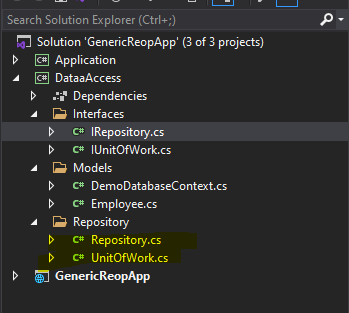 Search Solution Explorer (Ctrl+;)
Solution 'GenericReopApp' (3 of 3 projects)
C# Application
C# DataaAccess
Dependencies
Interfaces
C# IRepository.cs
C# IUnitOfWork.cs
Models
C# DemoDatabaseContext.cs
C# Employee.cs
Repository
C# Repository.cs
C# UnitOfWork.cs
GenericReopApp